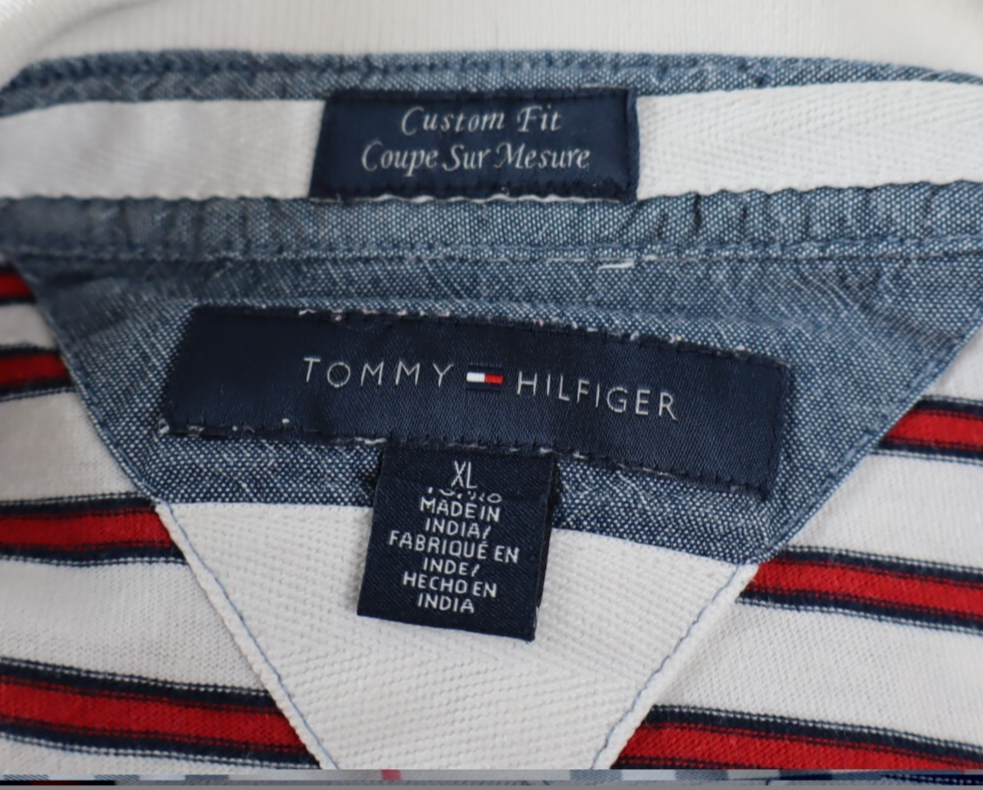 Custom Fit
Coupe Sur Mesure
TOMMY HILFIGER
XL
MADE IN
INDIA/
FABRIQUÉ EN
INDE/
HECHO EN
INDIA